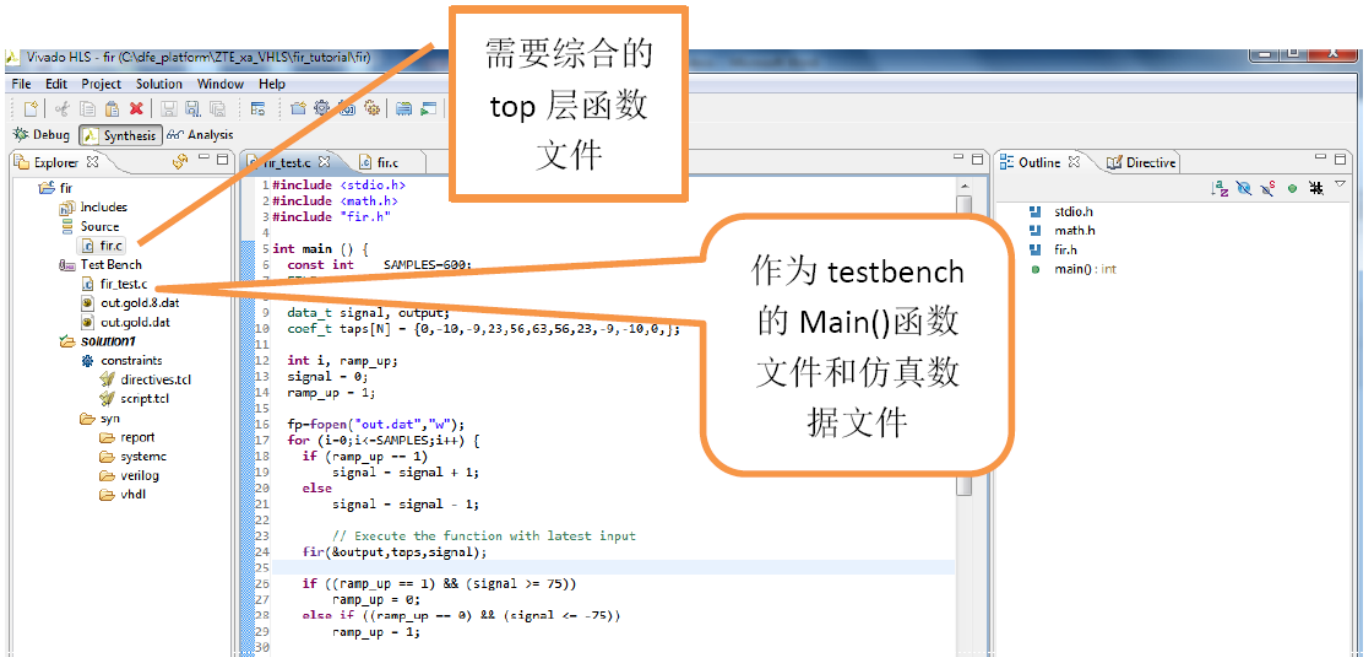 需要综合的
top 层函数
文件
Vivado HLS - fir (C:\dfe_platform\ZTE_xa_VHLS\fir_tutorial\fir)
File Edit Project Solution Window Help
Debug Synthesis Analysis
Explorer
fir
Includes
Source
fir.c
Test Bench
fir_test.c
out.gold.8.dat
out.gold.dat
solution1
constraints
directives.tcl
script.tcl
syn
report
systemc
verilog
vhdl
fir_test.c fir.c
1 #include <stdio.h>
2 #include <math.h>
3 #include "fir.h"
4
5 int main () {
6 const int SAMPLES=600;
9 data_t signal, output;
10 coef_t taps[N] = {0,-10,-9,23,56,63,56,23,-9,-10,0,};
11
12 int i, ramp_up;
13 signal = 0;
14 ramp_up = 1;
15
16 fp=fopen("out.dat","w");
17 for (i=0;i<=SAMPLES;i++) {
18 if (ramp_up == 1)
19 signal = signal + 1;
20 else
21 signal = signal - 1;
22
23 // Execute the function with latest input
24 fir(&output,taps,signal);
25
26 if ((ramp_up == 1) && (signal >= 75))
27 ramp_up = 0;
28 else if ((ramp_up == 0) && (signal <= -75))
29 ramp_up = 1;
30
作为 testbench
的 Main()函数
文件和仿真数
据文件
Outline Directive
stdio.h
math.h
fir.h
main() : int